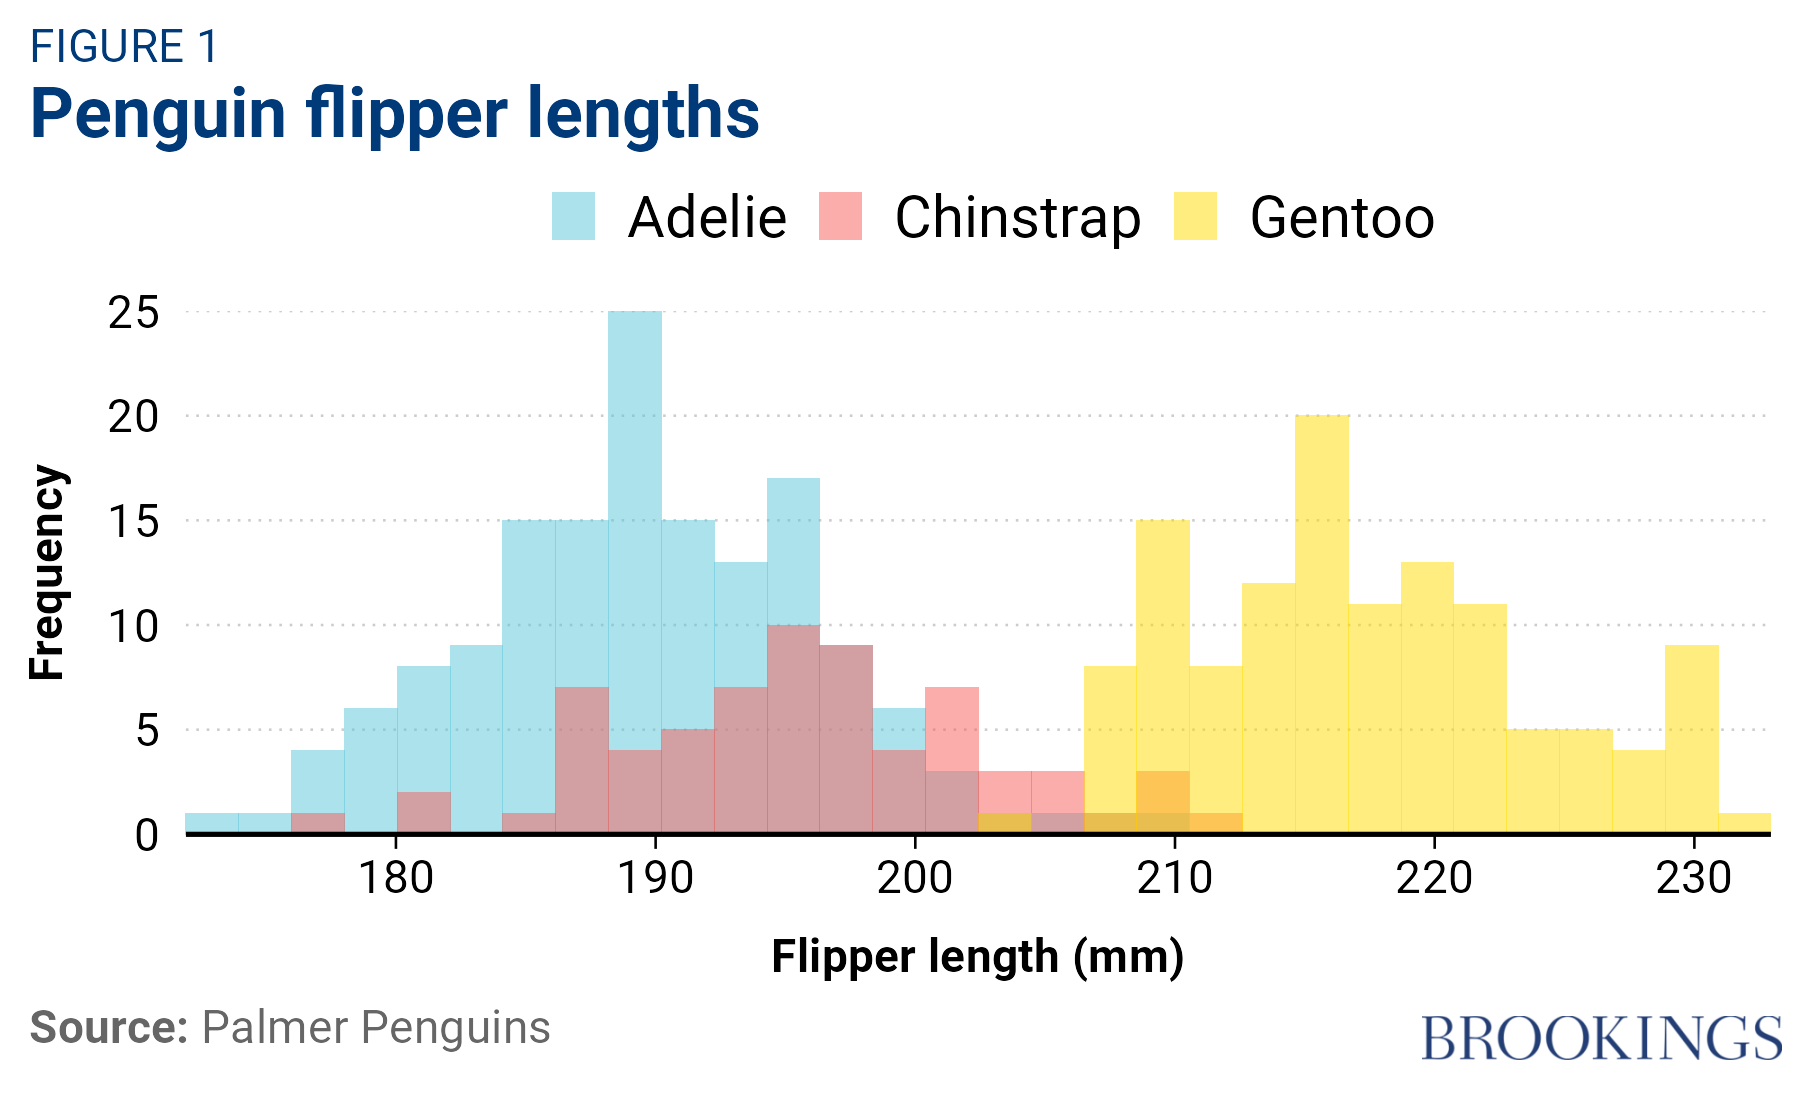 FIGURE 1
Penguin flipper lengths
Adelie Chinstrap Gentoo
25
20
15
10
5
0
Frequency
180 190 200 210 220 230
Flipper length (mm)
Source: Palmer Penguins
BROOKINGS